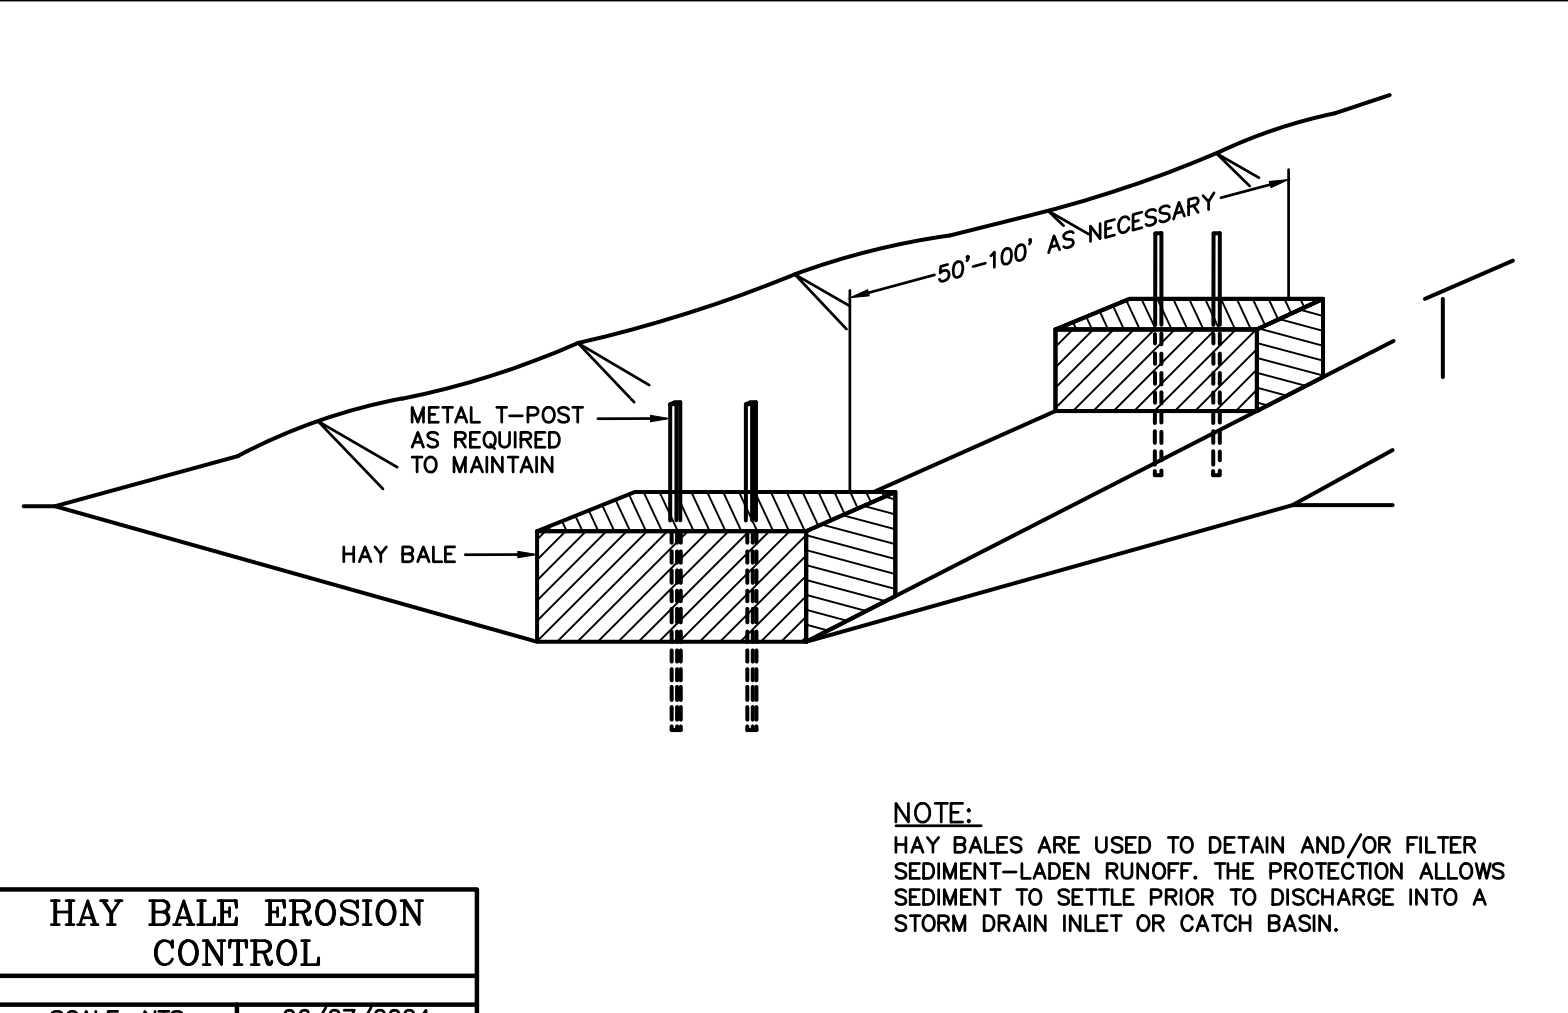 50'-100' AS NECESSARY
METAL T-POST
AS REQUIRED
TO MAINTAIN
HAY BALE
NOTE:
HAY BALES ARE USED TO DETAIN AND/OR FILTER
SEDIMENT-LADEN RUNOFF. THE PROTECTION ALLOWS
SEDIMENT TO SETTLE PRIOR TO DISCHARGE INTO A
STORM DRAIN INLET OR CATCH BASIN.
HAY BALE EROSION
CONTROL